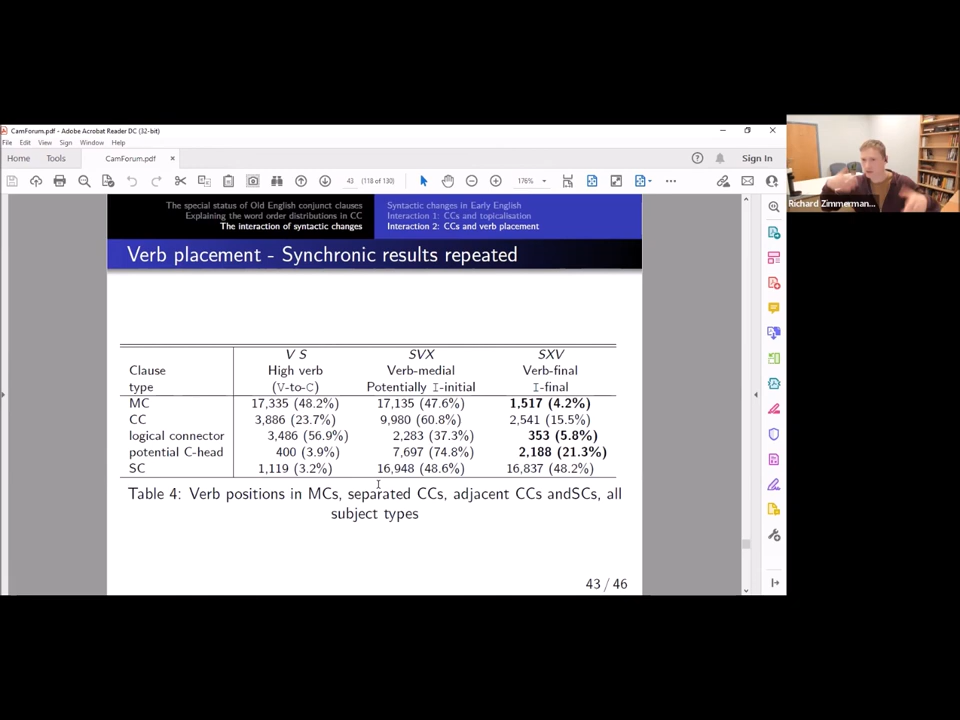 CamForum.pdf - Adobe Acrobat Reader DC (32-bit)
File Edit View Sign Window Help
Home Tools CamForum.pdf × Sign In
43 (118 of 130) 176%
The special status of Old English conjunct clauses
Explaining the word order distributions in CC
The interaction of syntactic changes
Syntactic changes in Early English
Interaction 1: CCs and topicalisation
Interaction 2: CCs and verb placement
Richard Zimmerman...
Verb placement - Synchronic results repeated
V S SVX SXV
Clause High verb Verb-medial Verb-final
type (V-to-C) Potentially I-initial I-final
MC 17,335 (48.2%) 17,135 (47.6%) 1,517 (4.2%)
CC 3,886 (23.7%) 9,980 (60.8%) 2,541 (15.5%)
logical connector 3,486 (56.9%) 2,283 (37.3%) 353 (5.8%)
potential C-head 400 (3.9%) 7,697 (74.8%) 2,188 (21.3%)
SC 1,119 (3.2%) 16,948 (48.6%) 16,837 (48.2%)
Table 4: Verb positions in MCs, separated CCs, adjacent CCs andSCs, all
subject types
43 / 46